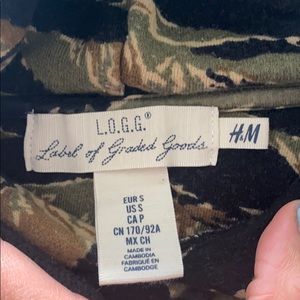 L.O.G.G.®
Label of Graded Goods
H&M
EUR S
US S
CA P
CN 170/92A
MX CH
MADE IN
CAMBODIA
FABRIQUÉ EN
CAMBODGE